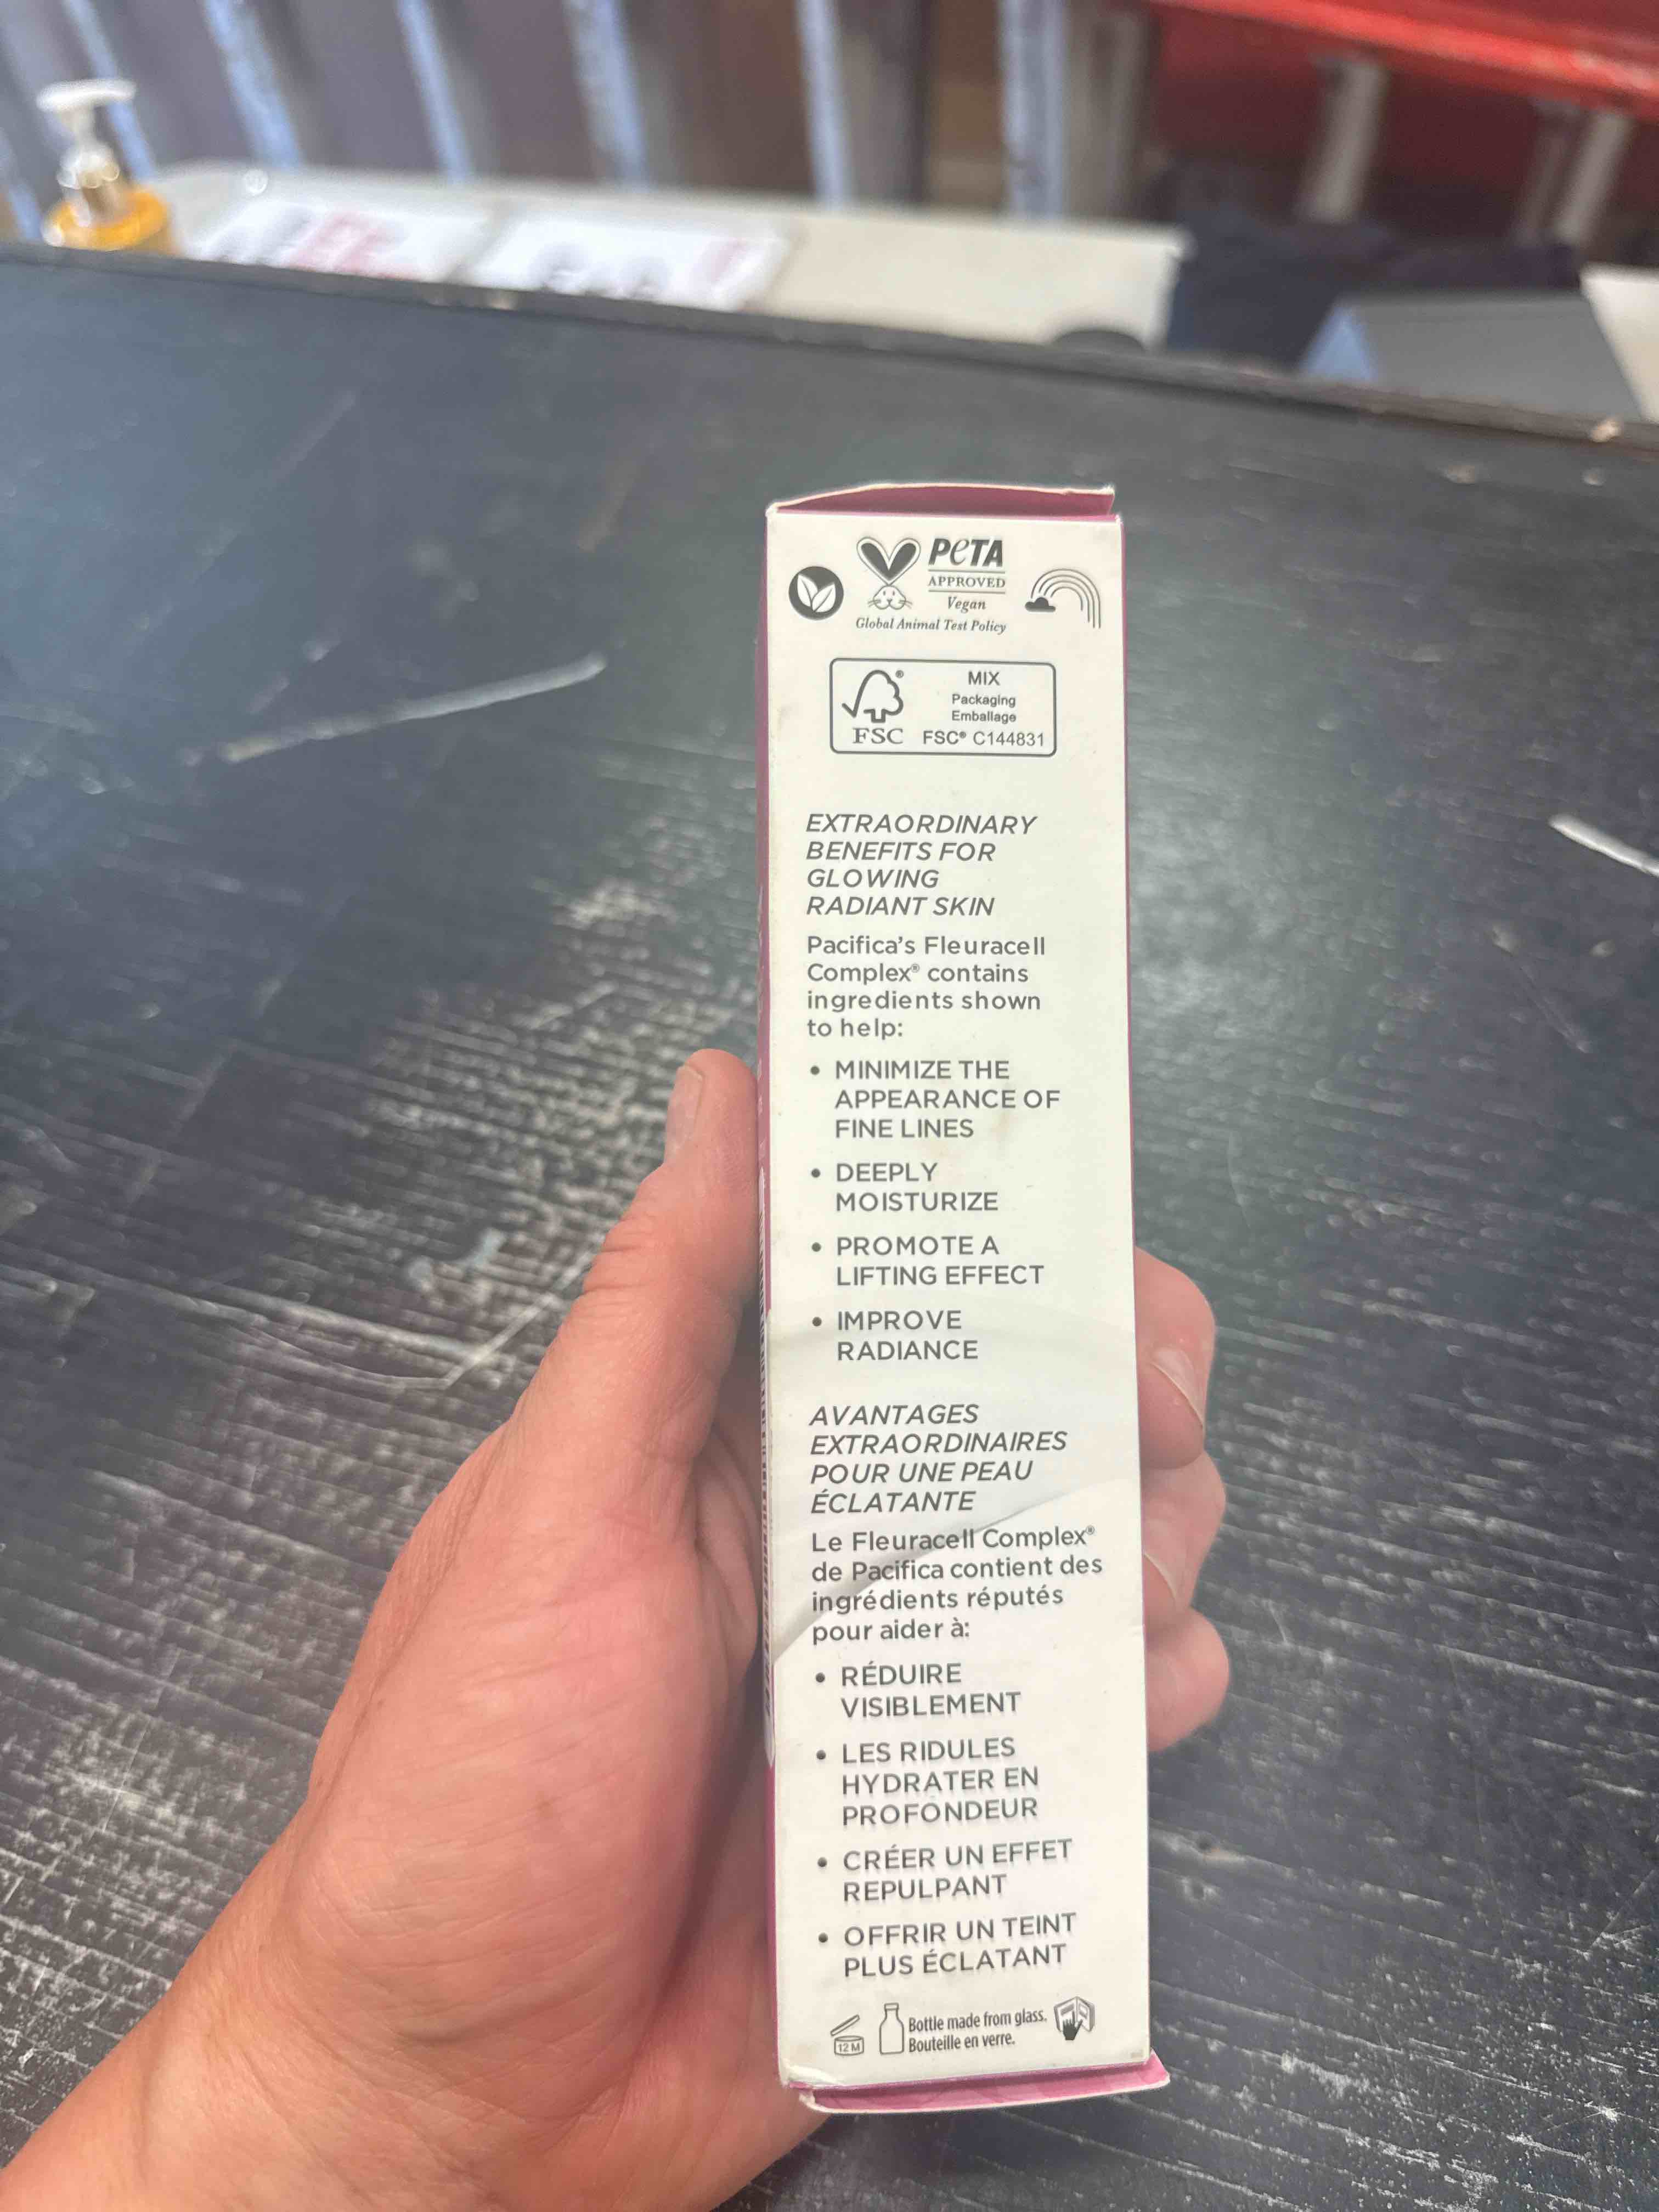 PETA
APPROVED
Vegan
Global Animal Test Policy
MIX
Packaging
Emballage
FSC
FSC® C144831
EXTRAORDINARY
BENEFITS FOR
GLOWING
RADIANT SKIN
Pacifica's Fleuracell
Complex® contains
ingredients shown
to help:
• MINIMIZE THE
APPEARANCE OF
FINE LINES
• DEEPLY
MOISTURIZE
• PROMOTE A
LIFTING EFFECT
• IMPROVE
RADIANCE
AVANTAGES
EXTRAORDINAIRES
POUR UNE PEAU
ÉCLATANTE
Le Fleuracell Complex®
de Pacifica contient des
ingrédients réputés
pour aider à:
• RÉDUIRE
VISIBLEMENT
• LES RIDULES
HYDRATER EN
PROFONDEUR
• CRÉER UN EFFET
REPULPANT
• OFFRIR UN TEINT
PLUS ÉCLATANT
12 M
Bottle made from glass.
Bouteille en verre.